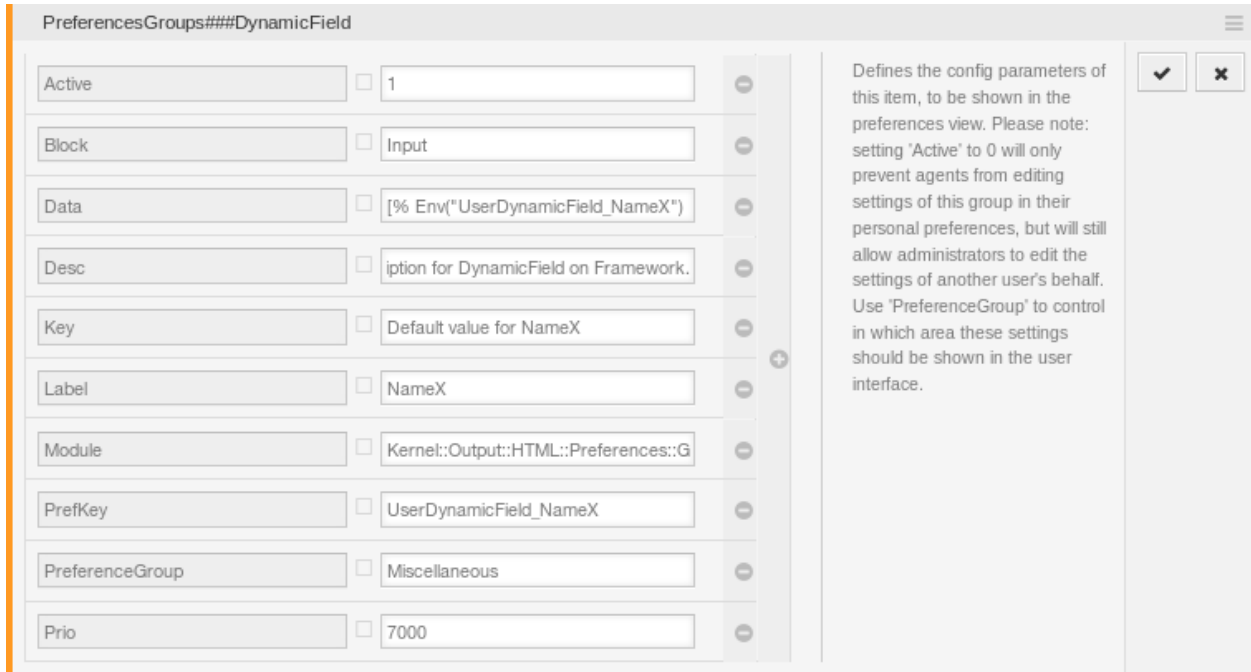 PreferencesGroups###DynamicField
Active 1
Block Input
Data [% Env("UserDynamicField_NameX")
Desc iption for DynamicField on Framework.
Key Default value for NameX
Label NameX
Module Kernel::Output::HTML::Preferences::G
PrefKey UserDynamicField_NameX
PreferenceGroup Miscellaneous
Prio 7000
Defines the config parameters of
this item, to be shown in the
preferences view. Please note:
setting 'Active' to 0 will only
prevent agents from editing
settings of this group in their
personal preferences, but will still
allow administrators to edit the
settings of another user's behalf.
Use 'PreferenceGroup' to control
in which area these settings
should be shown in the user
interface.